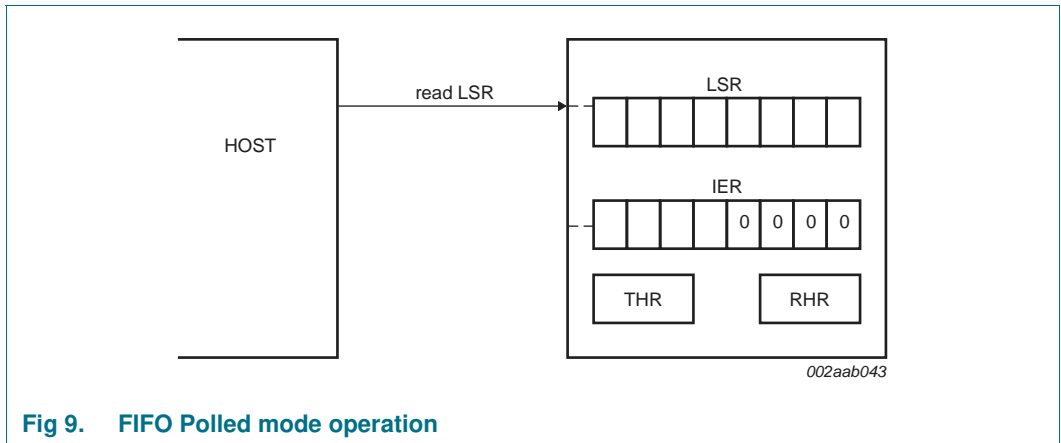 read LSR
LSR
HOST
IER
0 0 0 0
THR RHR
002aab043
Fig 9. FIFO Polled mode operation